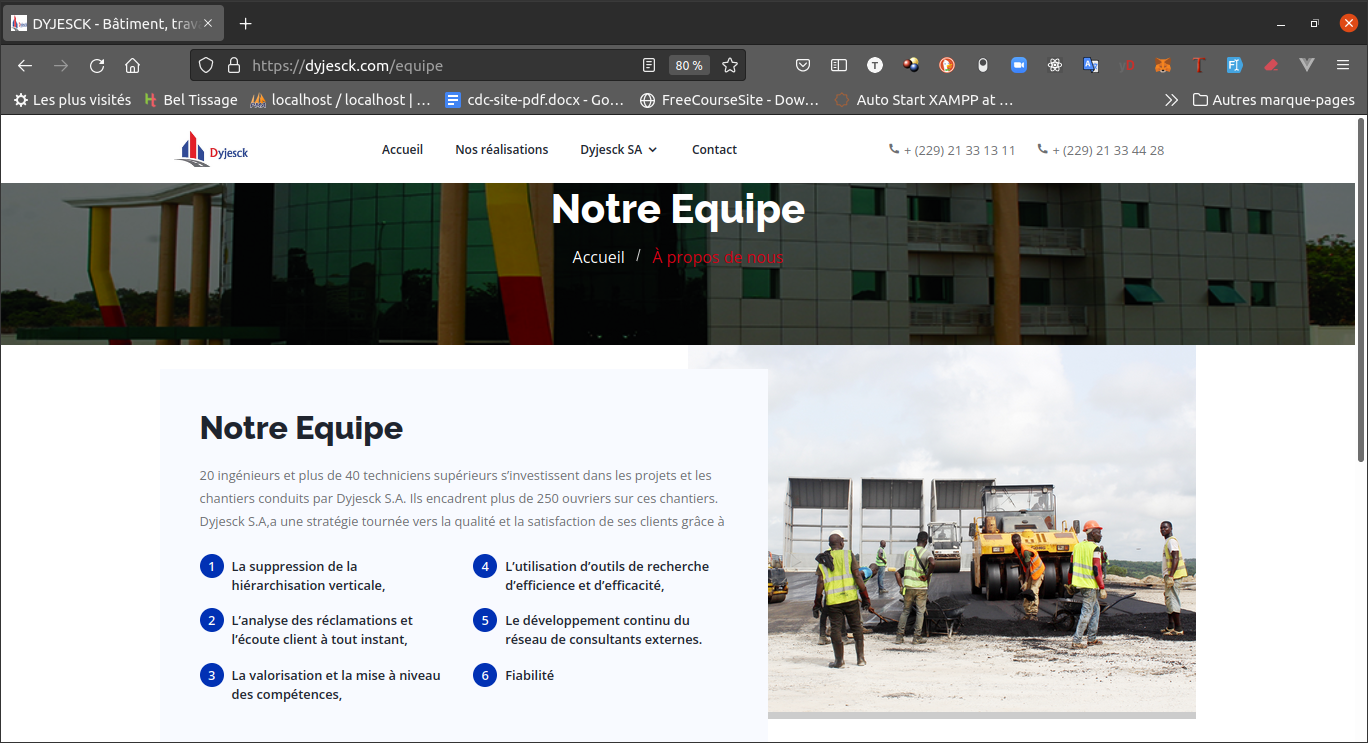 DYJESCK - Bâtiment, trav
https://dyjesck.com/equipe
80 %
Les plus visités
Bel Tissage
localhost / localhost | …
cdc-site-pdf.docx - Go…
FreeCourseSite - Dow…
Auto Start XAMPP at …
Autres marque-pages
Dyjesck
Accueil
Nos réalisations
Dyjesck SA
Contact
+ (229) 21 33 13 11
+ (229) 21 33 44 28
Notre Equipe
Accueil / À propos de nous
Notre Equipe
20 ingénieurs et plus de 40 techniciens supérieurs s’investissent dans les projets et les
chantiers conduits par Dyjesck S.A. Ils encadrent plus de 250 ouvriers sur ces chantiers.
Dyjesck S.A,a une stratégie tournée vers la qualité et la satisfaction de ses clients grâce à
1 La suppression de la
hiérarchisation verticale,
2 L’analyse des réclamations et
l’écoute client à tout instant,
3 La valorisation et la mise à niveau
des compétences,
4 L’utilisation d’outils de recherche
d’efficience et d’efficacité,
5 Le développement continu du
réseau de consultants externes.
6 Fiabilité